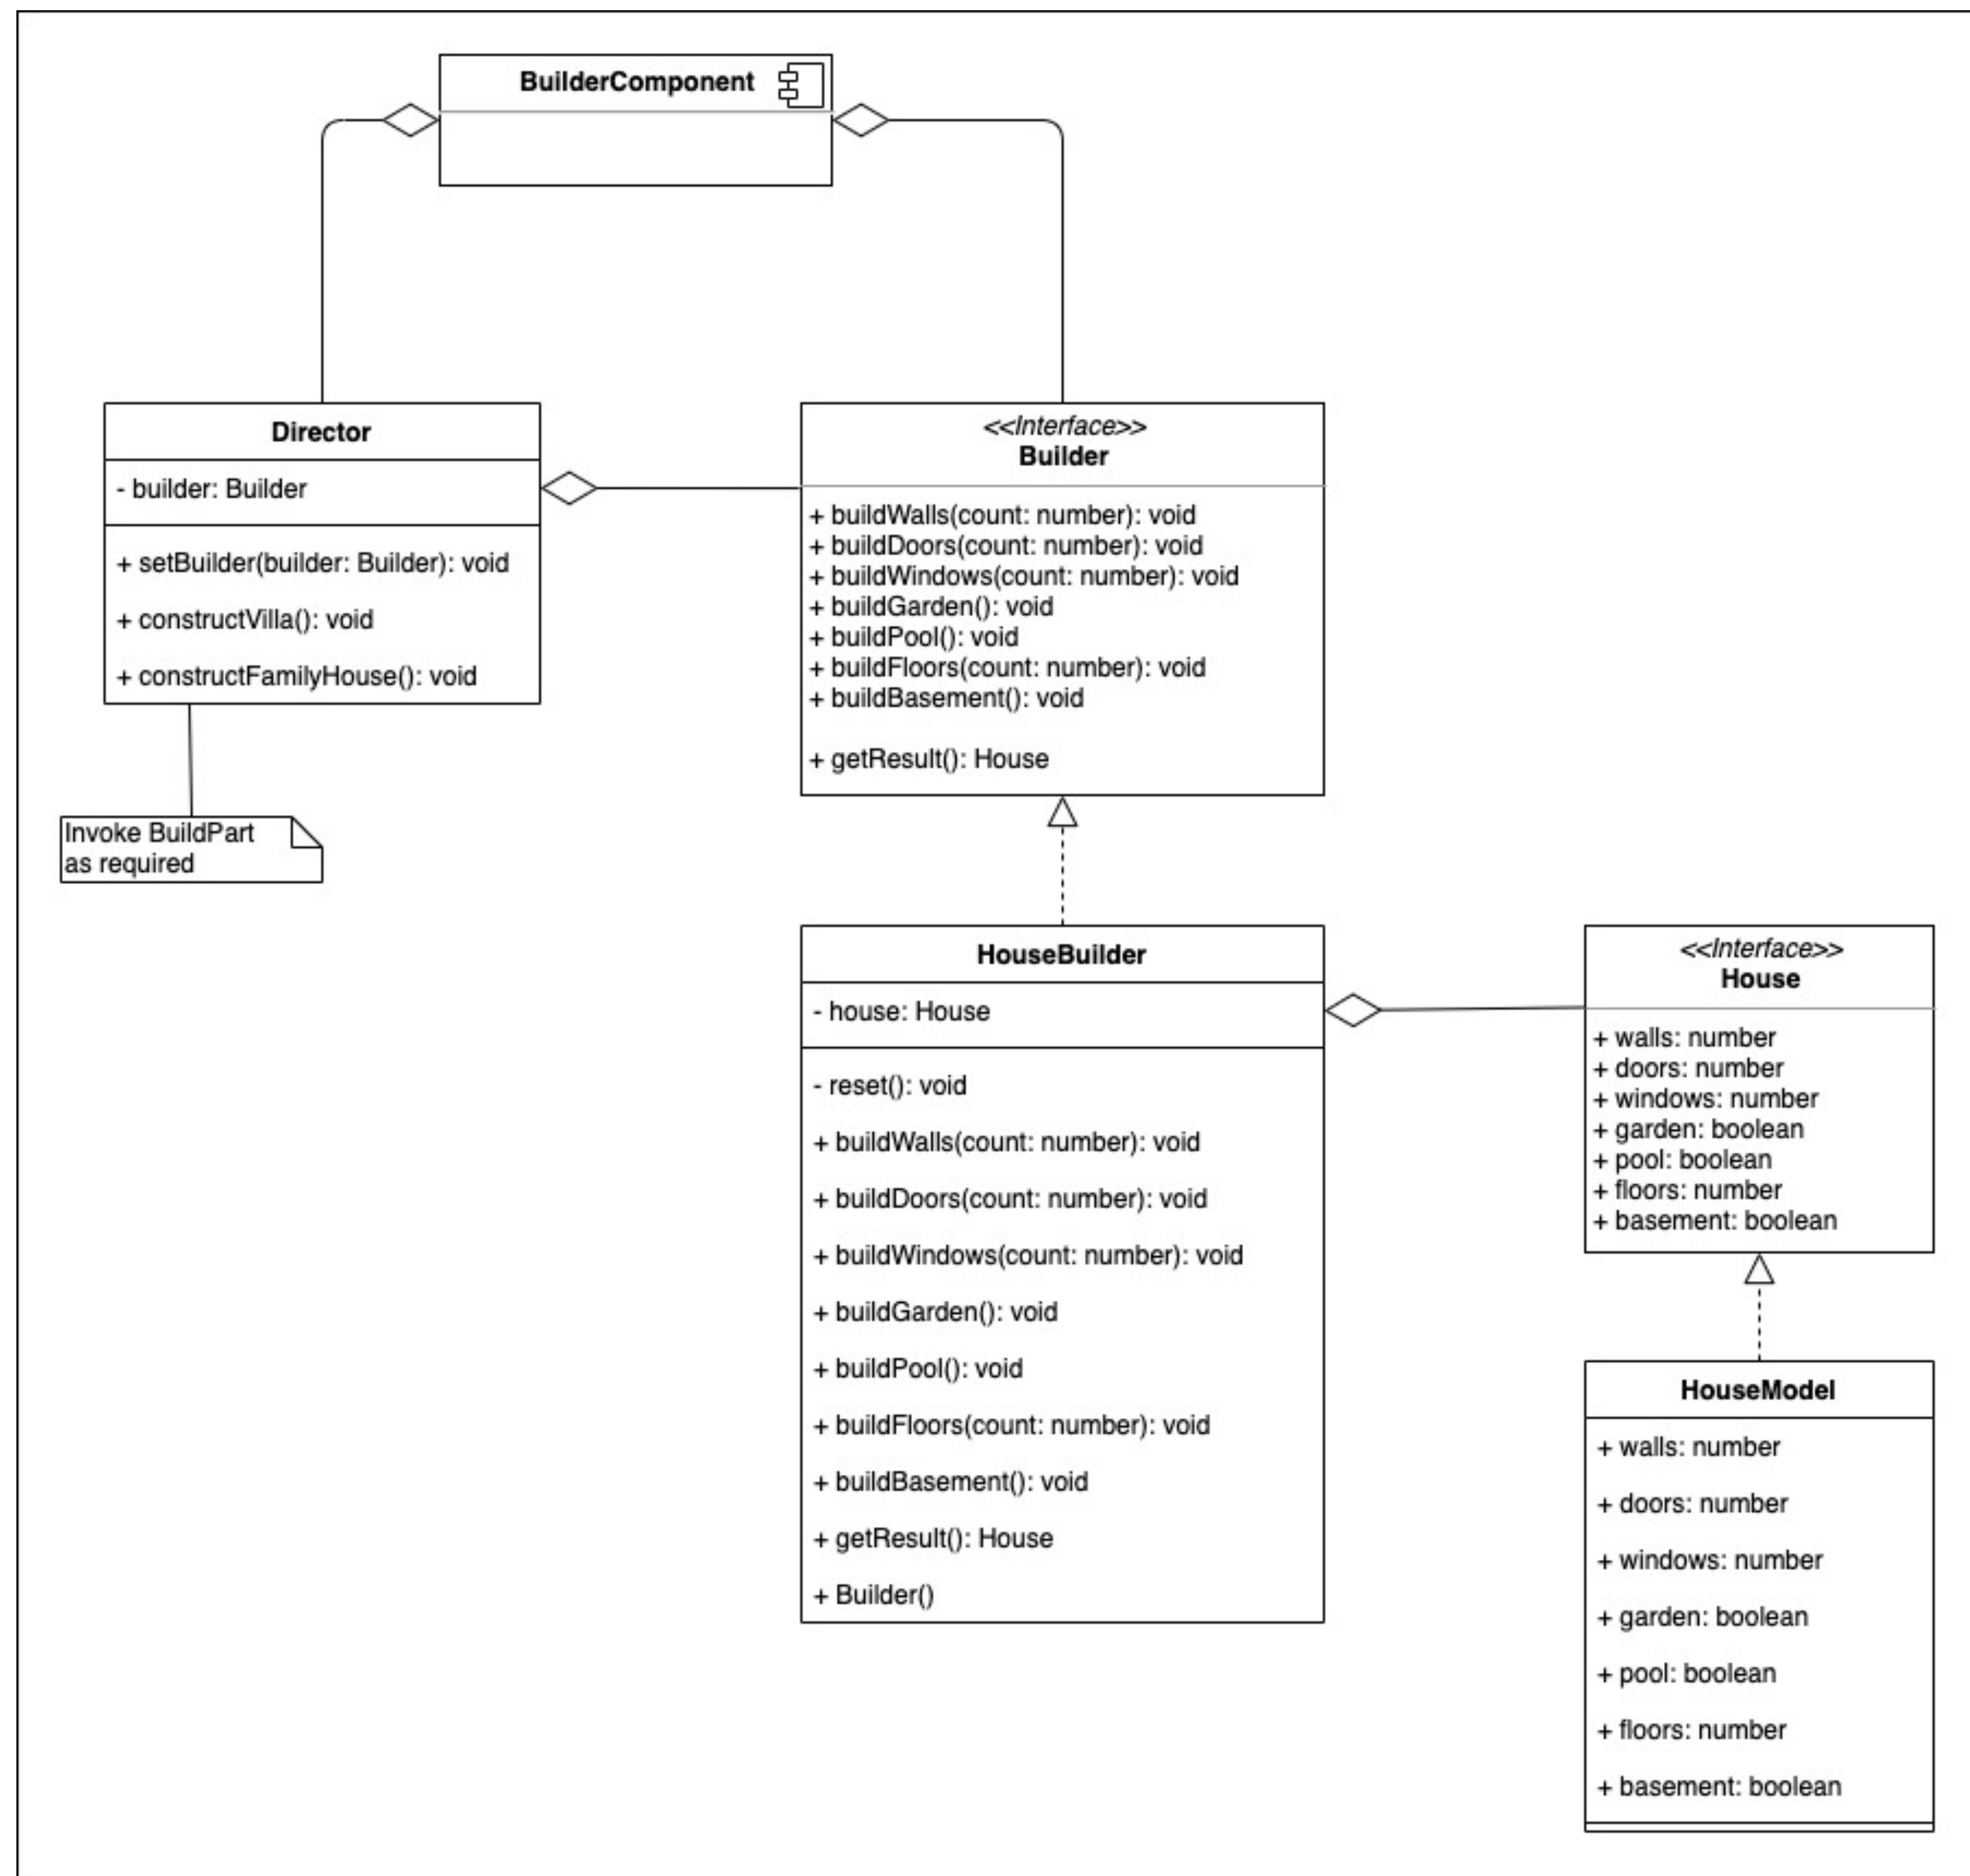 BuilderComponent
Director
- builder: Builder
+ setBuilder(builder: Builder): void
+ constructVilla(): void
+ constructFamilyHouse(): void
Invoke BuildPart
as required
<<Interface>>
Builder
+ buildWalls(count: number): void
+ buildDoors(count: number): void
+ buildWindows(count: number): void
+ buildGarden(): void
+ buildPool(): void
+ buildFloors(count: number): void
+ buildBasement(): void
+ getResult(): House
HouseBuilder
- house: House
- reset(): void
+ buildWalls(count: number): void
+ buildDoors(count: number): void
+ buildWindows(count: number): void
+ buildGarden(): void
+ buildPool(): void
+ buildFloors(count: number): void
+ buildBasement(): void
+ getResult(): House
+ Builder()
<<Interface>>
House
+ walls: number
+ doors: number
+ windows: number
+ garden: boolean
+ pool: boolean
+ floors: number
+ basement: boolean
HouseModel
+ walls: number
+ doors: number
+ windows: number
+ garden: boolean
+ pool: boolean
+ floors: number
+ basement: boolean